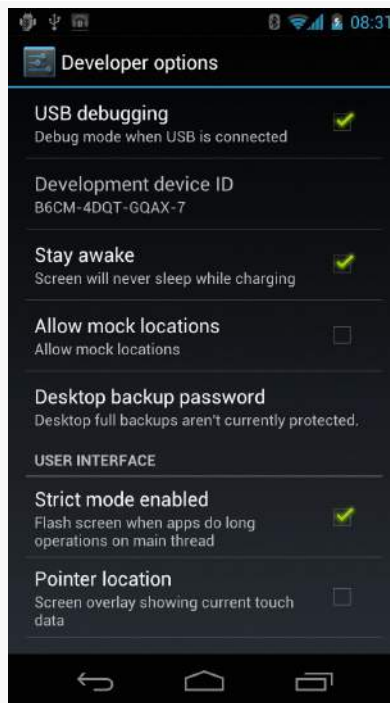 08:31
Developer options
USB debugging
Debug mode when USB is connected
Development device ID
B6CM-4DQT-GQAX-7
Stay awake
Screen will never sleep while charging
Allow mock locations
Allow mock locations
Desktop backup password
Desktop full backups aren't currently protected.
USER INTERFACE
Strict mode enabled
Flash screen when apps do long
operations on main thread
Pointer location
Screen overlay showing current touch
data